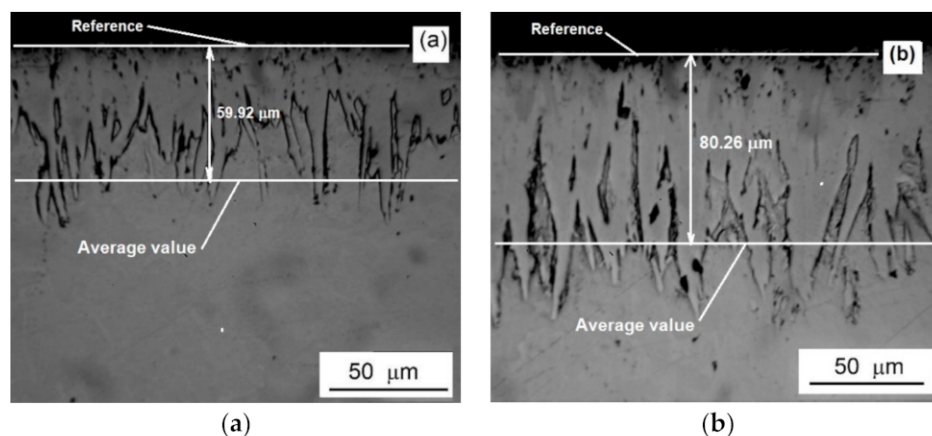 Reference
(a)
59.92 μm
Average value
50 μm
(a)
Reference
(b)
80.26 μm
Average value
50 μm
(b)